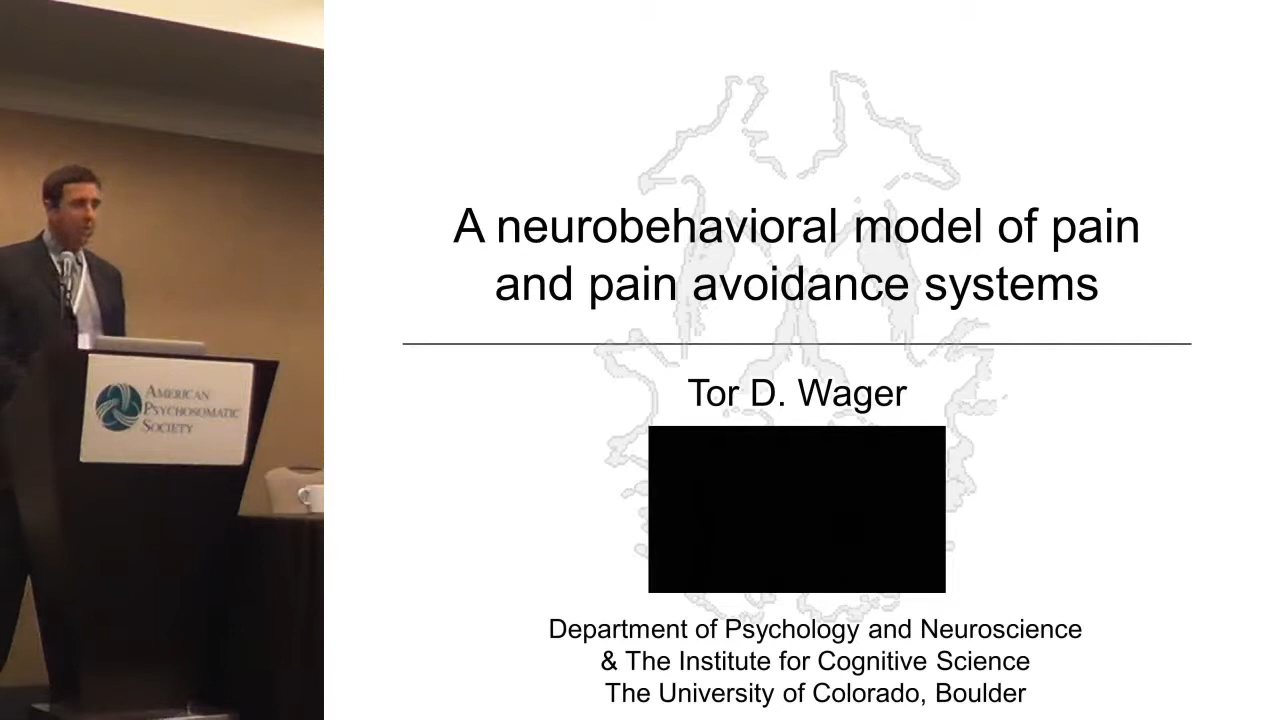 AMERICAN
PSYCHOSOMATIC
SOCIETY
A neurobehavioral model of pain
and pain avoidance systems
Tor D. Wager
Department of Psychology and Neuroscience
& The Institute for Cognitive Science
The University of Colorado, Boulder